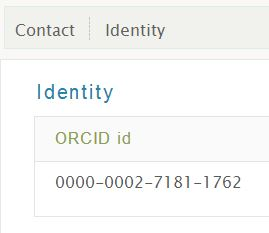 Contact Identity
Identity
ORCID id
0000-0002-7181-1762